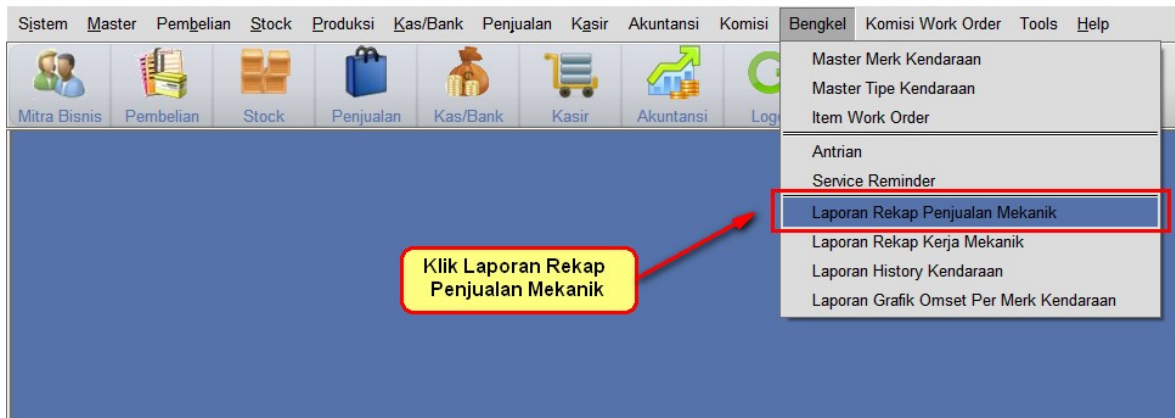 Sistem Master Pembelian Stock Produksi Kas/Bank Penjualan Kasir Akuntansi Komisi Bengkel Komisi Work Order Tools Help
Mitra Bisnis Pembelian Stock Penjualan Kas/Bank Kasir Akuntansi Log
Master Merk Kendaraan
Master Tipe Kendaraan
Item Work Order
Antrian
Service Reminder
Laporan Rekap Penjualan Mekanik
Laporan Rekap Kerja Mekanik
Laporan History Kendaraan
Laporan Grafik Omset Per Merk Kendaraan
Klik Laporan Rekap
Penjualan Mekanik